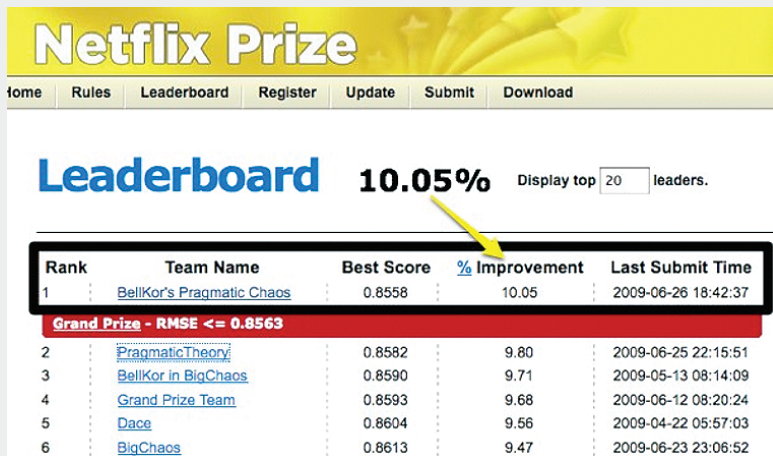 Netflix Prize
Home Rules Leaderboard Register Update Submit Download
Leaderboard 10.05% Display top 20 leaders.
Rank Team Name Best Score % Improvement Last Submit Time
1 BellKor's Pragmatic Chaos 0.8558 10.05 2009-06-26 18:42:37
Grand Prize - RMSE <= 0.8563
2 PragmaticTheory 0.8582 9.80 2009-06-25 22:15:51
3 BellKor in BigChaos 0.8590 9.71 2009-05-13 08:14:09
4 Grand Prize Team 0.8593 9.68 2009-06-12 08:20:24
5 Dace 0.8604 9.56 2009-04-22 05:57:03
6 BigChaos 0.8613 9.47 2009-06-23 23:06:52